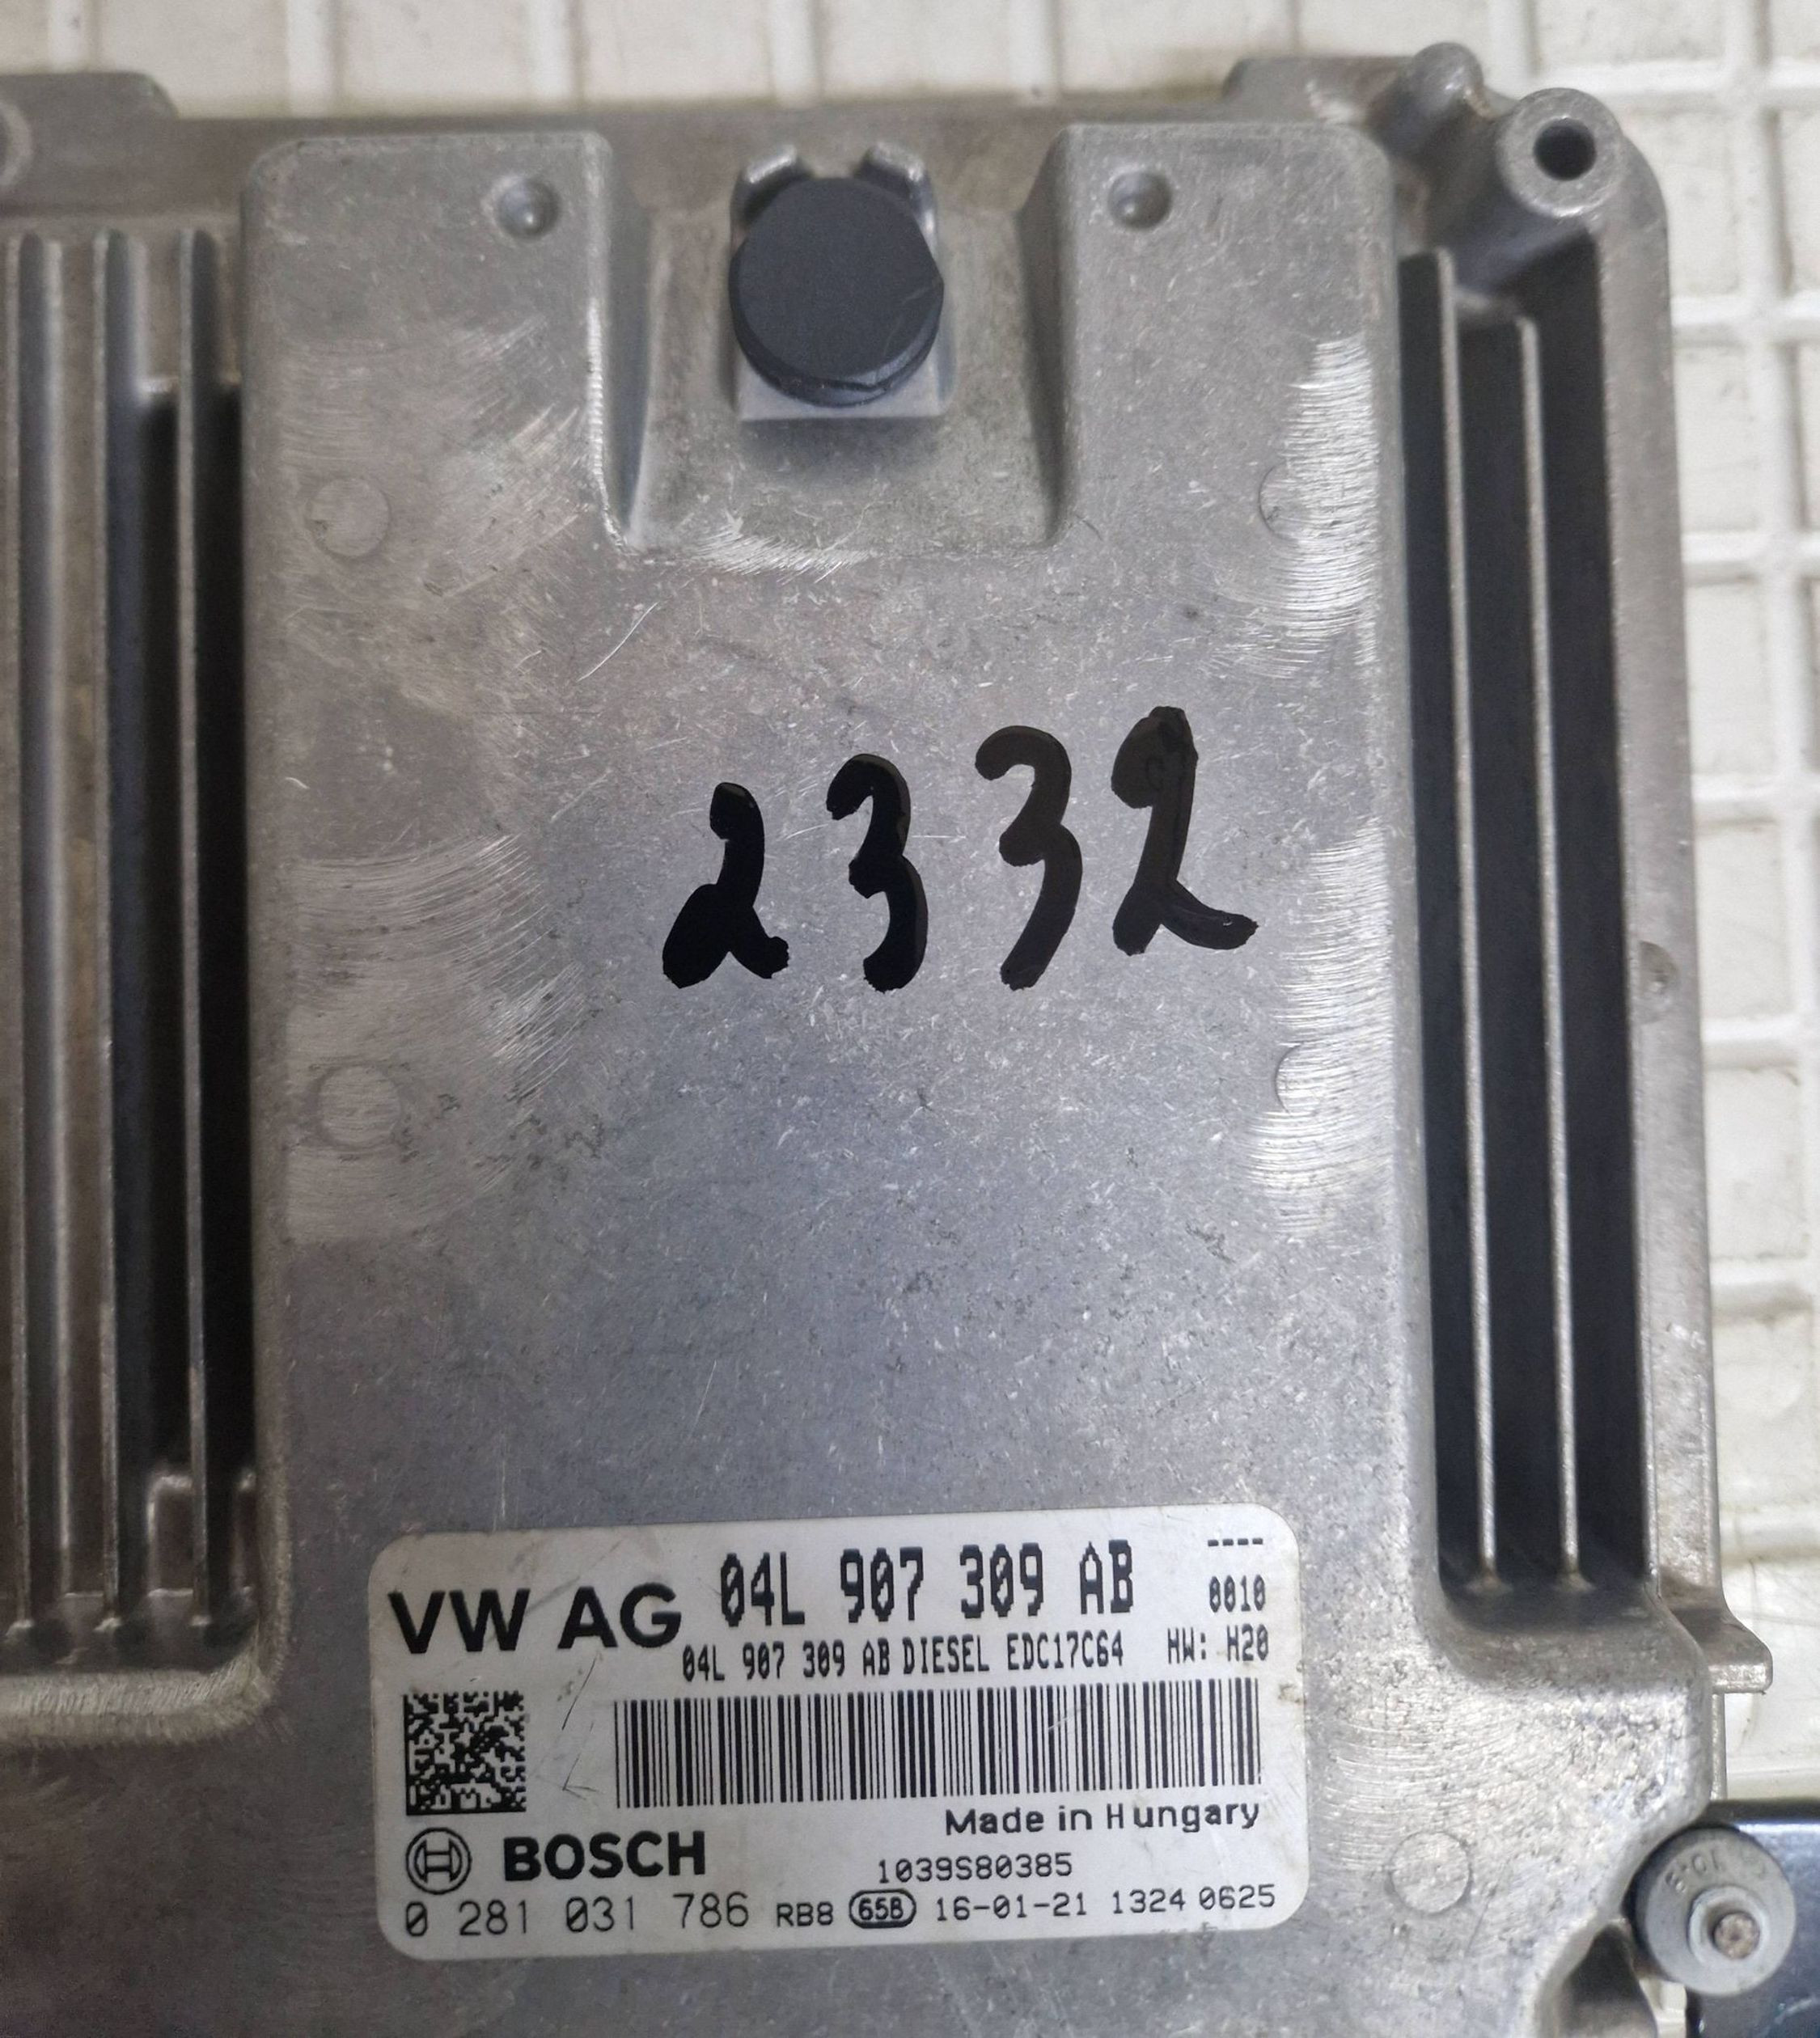 2332
VW AG 04L 907 309 AB ----
0010
04L 907 309 AB DIESEL EDC17C64 HW: H20
Made in Hungary
BOSCH 1039S80385
0 281 031 786 RB8 65B 16-01-21 1324 0625